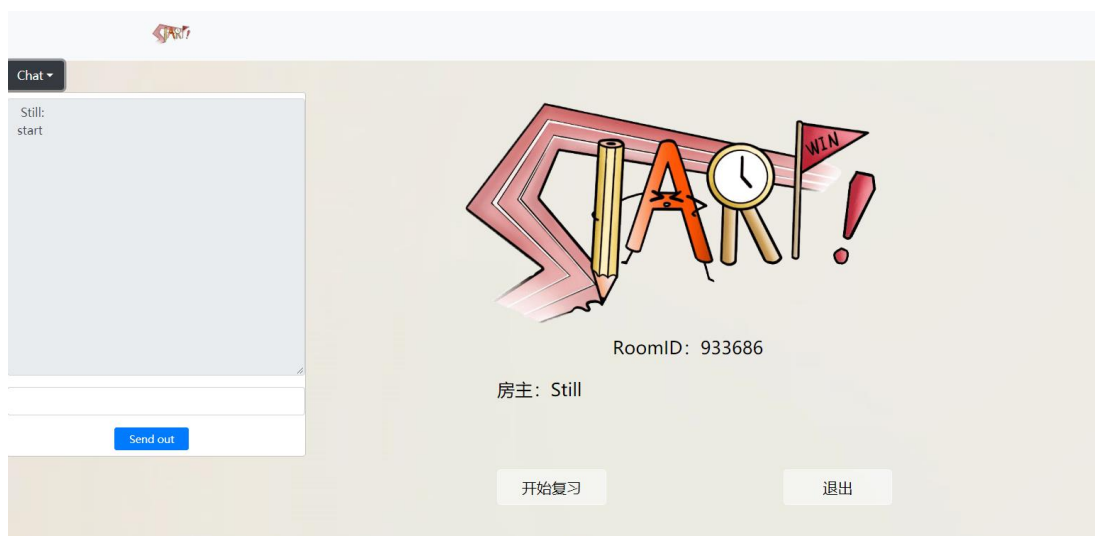 START!
Chat
Still:
start
Send out
START!
WIN
RoomID：933686
房主：Still
开始复习
退出